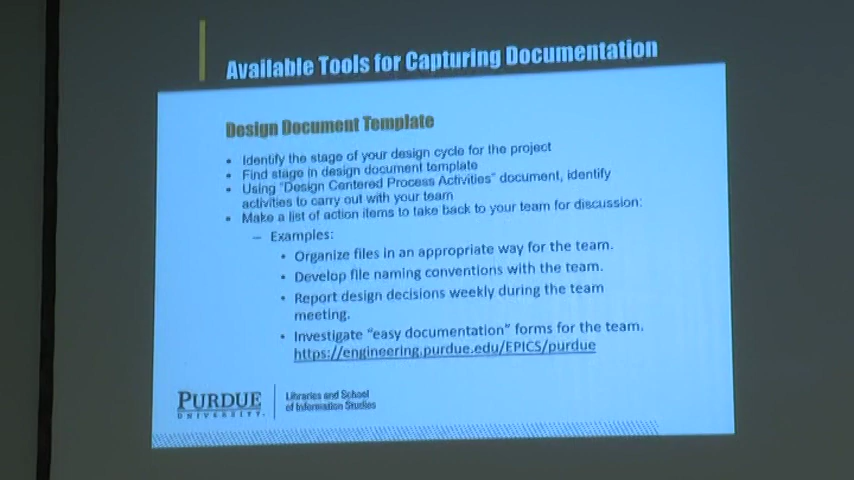 Available Tools for Capturing Documentation
Design Document Template
• Identify the stage of your design cycle for the project
• Find stage in design document template
• Using "Design Centered Process Activities" document, identify
activities to carry out with your team
• Make a list of action items to take back to your team for discussion:
– Examples:
• Organize files in an appropriate way for the team.
• Develop file naming conventions with the team.
• Report design decisions weekly during the team
meeting.
• Investigate "easy documentation" forms for the team.
https://engineering.purdue.edu/EPICS/purdue
PURDUE
UNIVERSITY.
Libraries and School
of Information Studies